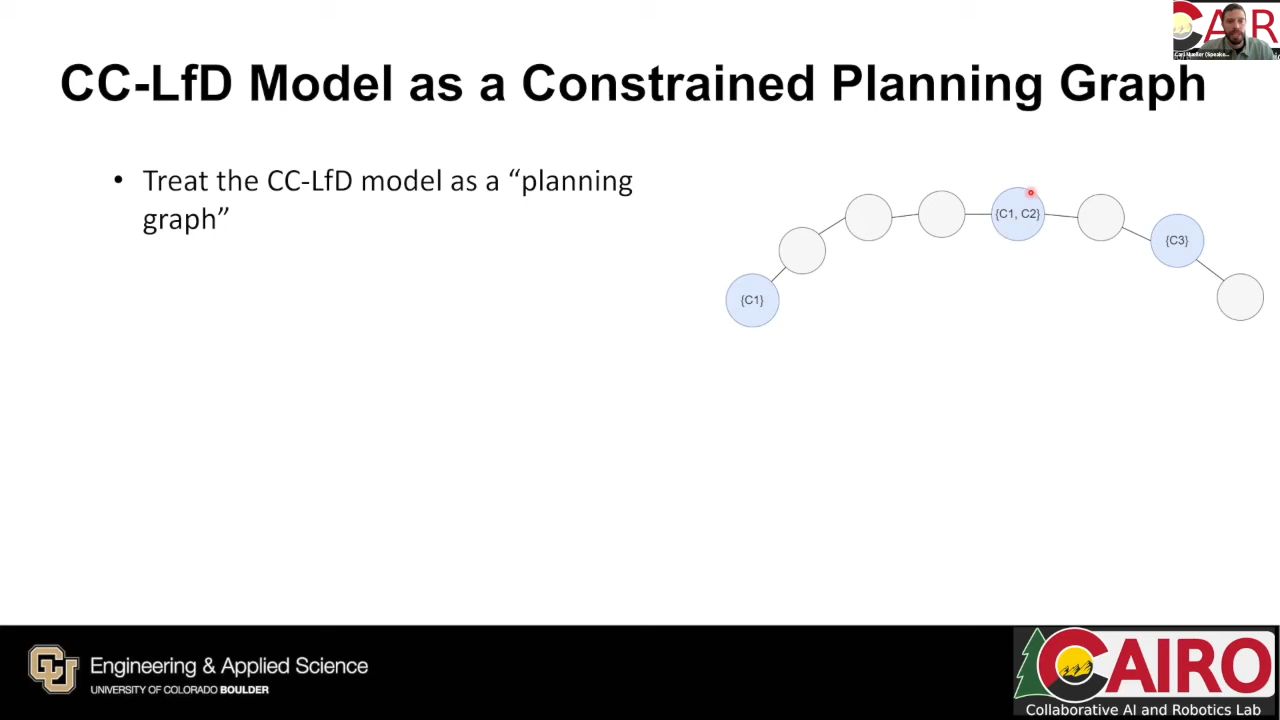 CC-LfD Model as a Constrained Planning Graph
• Treat the CC-LfD model as a “planning
graph”
{C1, C2}
{C3}
{C1}
CU Engineering & Applied Science
UNIVERSITY OF COLORADO BOULDER
CAIRO
Collaborative AI and Robotics Lab